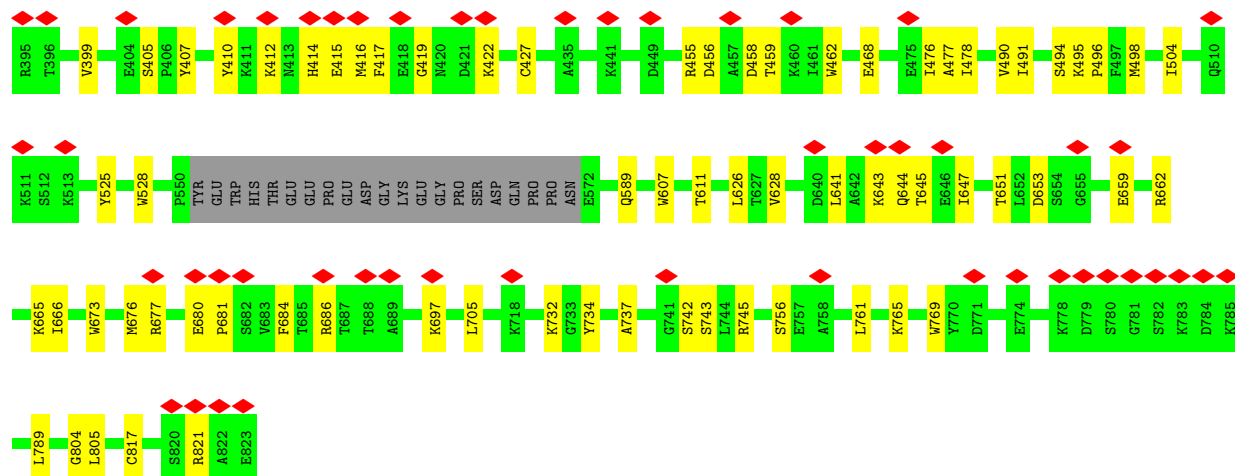 R395 T396 V399 E404 S405 P406 Y407 Y410 K411 K412 N413 H414 E415 M416 F417 E418 G419 N420 D421 K422 C427 A435 K441 D449 R455 D456 A457 D458 T459 K460 I461 W462 E468 E475 I476 A477 I478 V490 I491 S494 K495 P496 F497 M498 I504 Q510
K511 S512 K513 Y525 W528 P550 TYR GLU TRP HIS THR GLU GLU PRO GLU ASP GLY LYS GLU GLY PRO SER ASP GLN PRO PRO ASN E572 Q589 W607 T611 L626 T627 V628 D640 L641 A642 K643 Q644 T645 E646 I647 T651 L652 D653 S654 G655 E659 R662
K665 I666 W673 M676 R677 E680 P681 S682 V683 F684 T685 R686 T687 T688 A689 K697 L705 K718 K732 G733 Y734 A737 G741 S742 S743 L744 R745 S756 E757 A758 L761 K765 W769 Y770 D771 E774 K778 D779 S780 G781 S782 K783 D784 K785
L789 G804 L805 C817 S820 R821 A822 E823